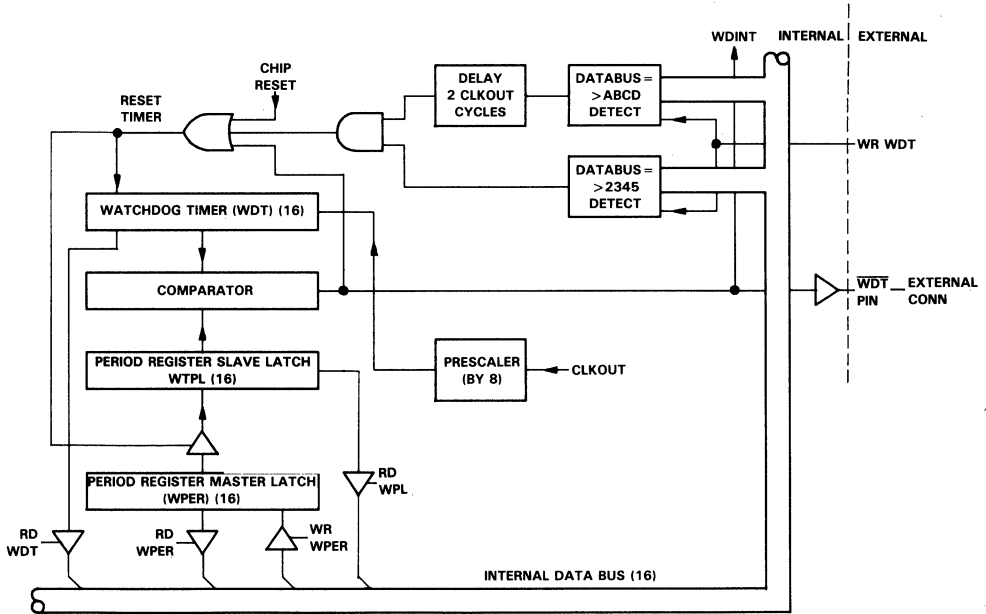 WDINT
INTERNAL
EXTERNAL
CHIP
RESET
RESET
TIMER
DELAY
2 CLKOUT
CYCLES
DATABUS =
>ABCD
DETECT
WR WDT
DATABUS =
>2345
DETECT
WATCHDOG TIMER (WDT) (16)
COMPARATOR
WDT
PIN
EXTERNAL
CONN
PERIOD REGISTER SLAVE LATCH
WTPL (16)
PRESCALER
(BY 8)
CLKOUT
PERIOD REGISTER MASTER LATCH
(WPER) (16)
RD
WPL
RD
WDT
RD
WPER
WR
WPER
INTERNAL DATA BUS (16)